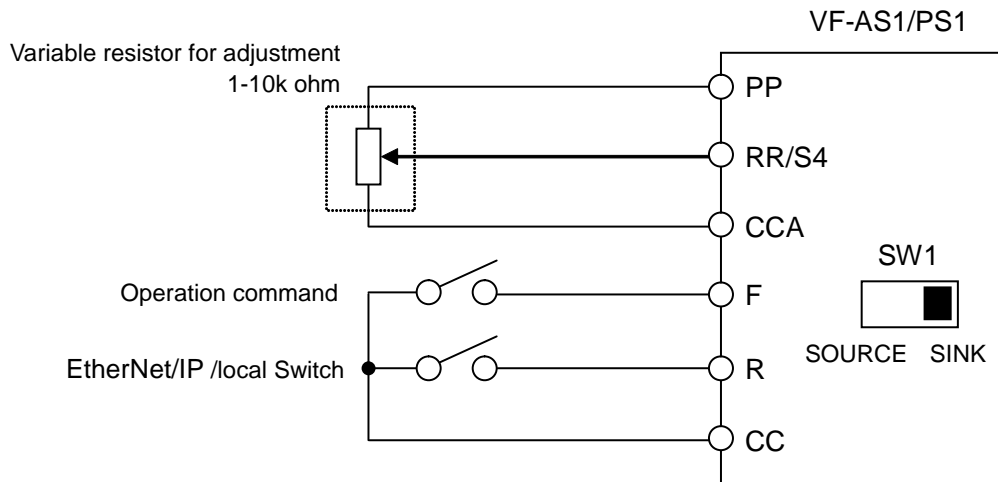 VF-AS1/PS1
Variable resistor for adjustment
1-10k ohm
PP
RR/S4
CCA
SW1
Operation command
F
SOURCE SINK
EtherNet/IP /local Switch
R
CC